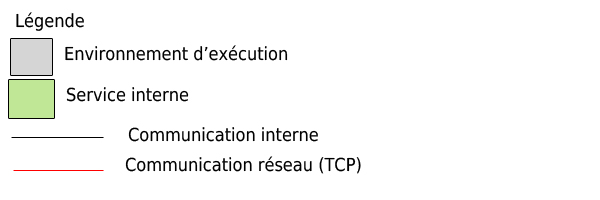 Légende
Environnement d’exécution
Service interne
Communication interne
Communication réseau (TCP)